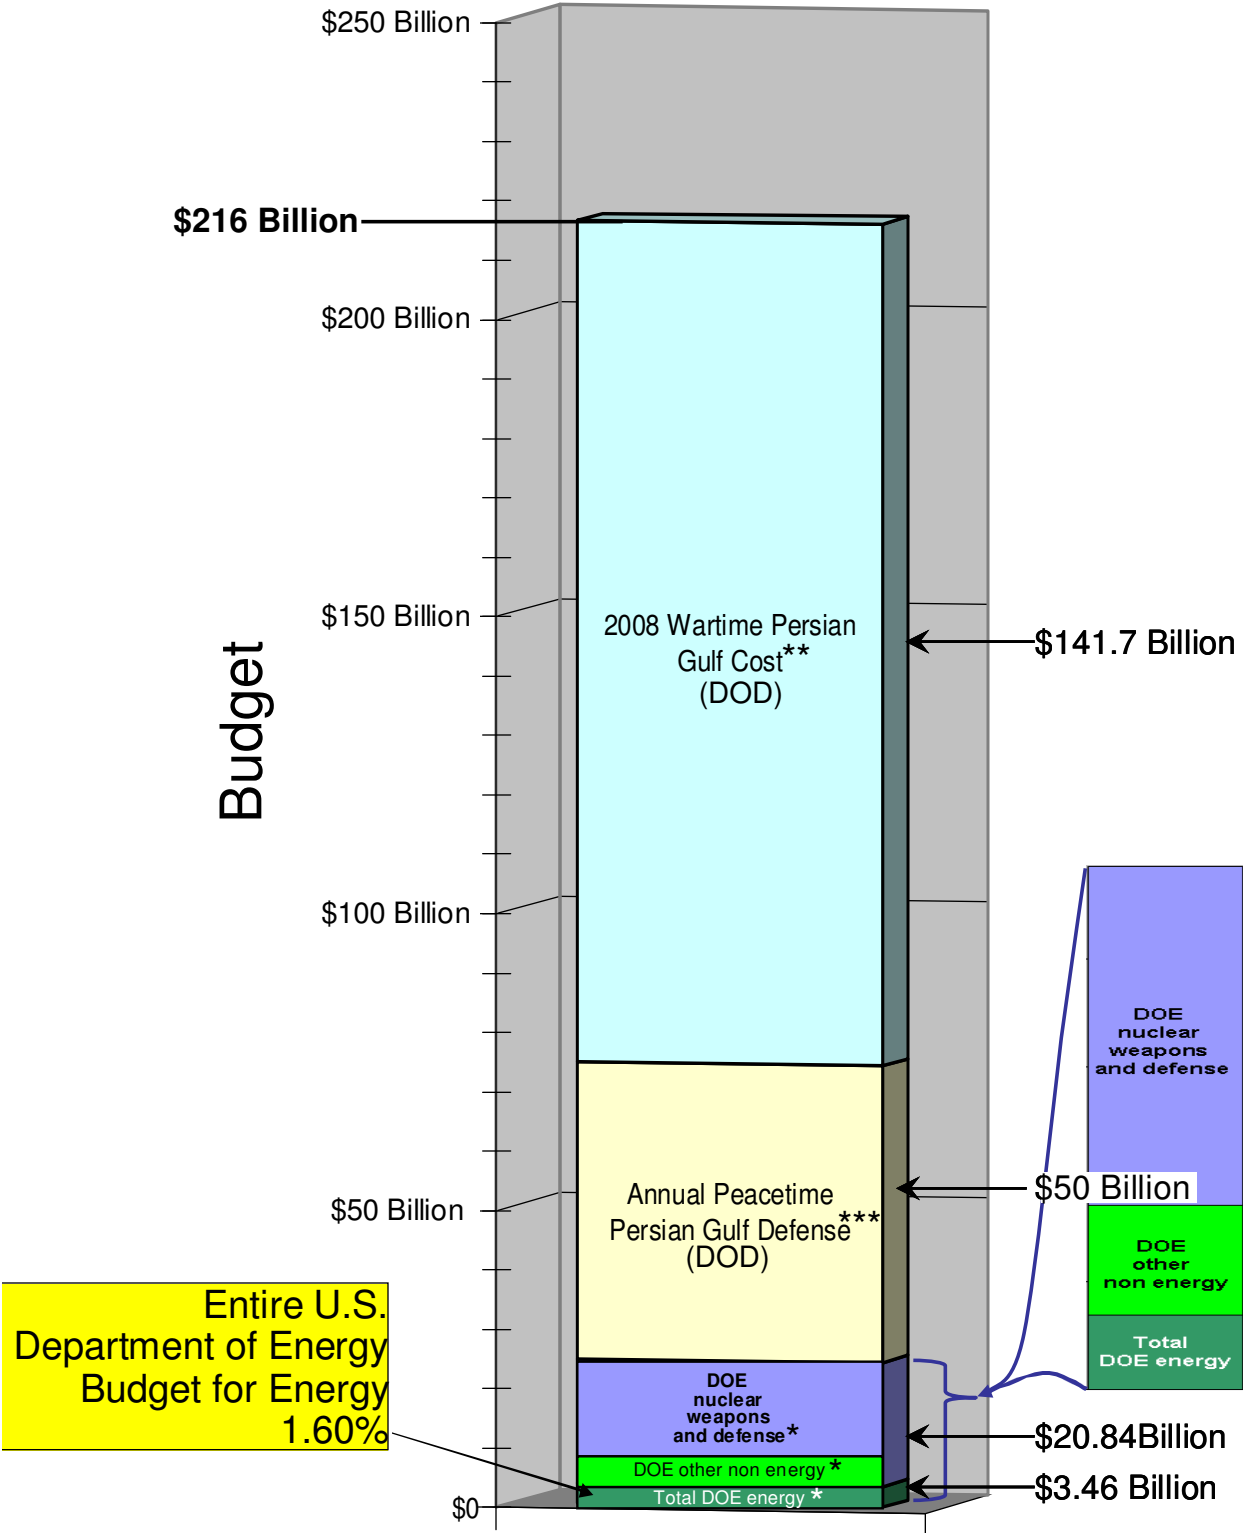 $250 Billion
$216 Billion
$200 Billion
$150 Billion
2008 Wartime Persian
Gulf Cost**
(DOD)
$141.7 Billion
Budget
$100 Billion
DOE
nuclear
weapons
and defense
$50 Billion
Annual Peacetime
Persian Gulf Defense***
(DOD)
$50 Billion
DOE
other
non energy
Entire U.S.
Department of Energy
Budget for Energy
1.60%
Total
DOE energy
DOE
nuclear
weapons
and defense*
$20.84Billion
DOE other non energy*
Total DOE energy *
$3.46 Billion
$0